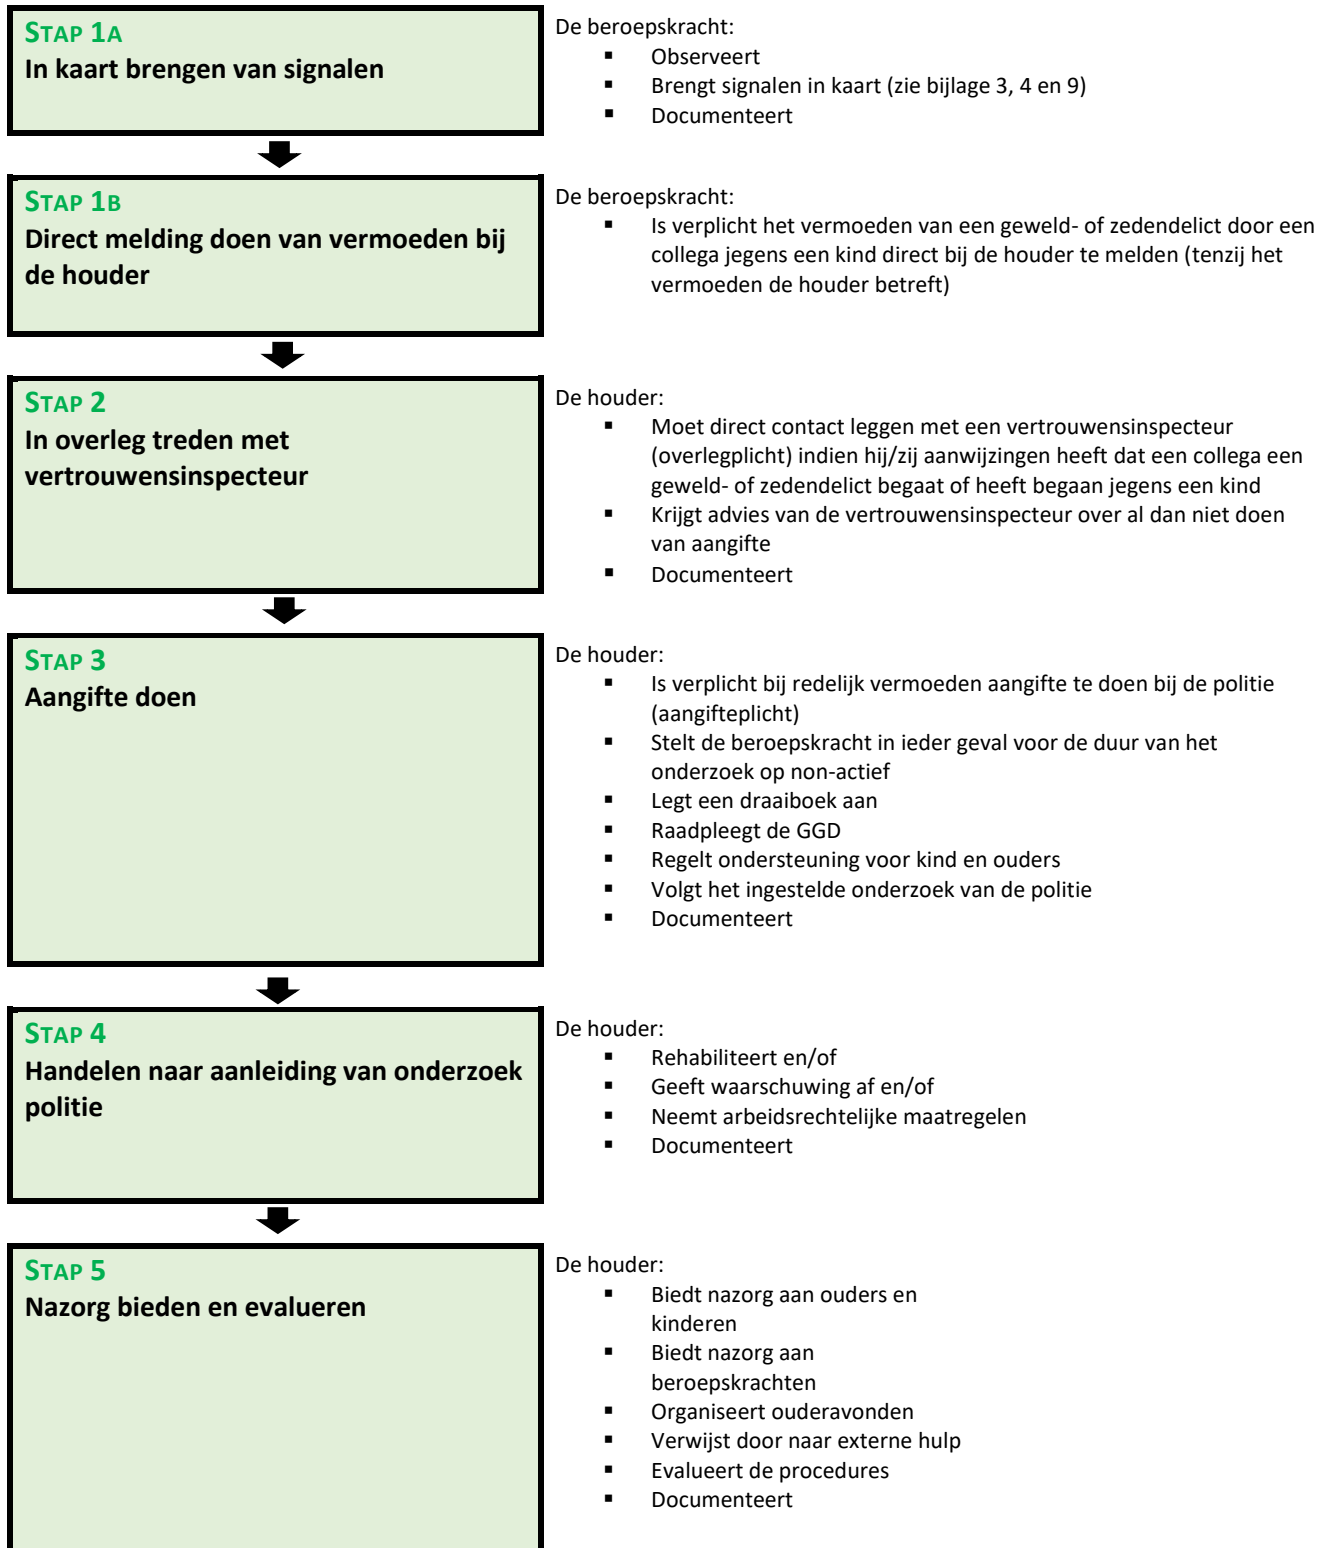 STAP 1A
In kaart brengen van signalen
De beroepskracht:
▪ Observeert
▪ Brengt signalen in kaart (zie bijlage 3, 4 en 9)
▪ Documenteert
STAP 1B
Direct melding doen van vermoeden bij
de houder
De beroepskracht:
▪ Is verplicht het vermoeden van een geweld- of zedendelict door een
collega jegens een kind direct bij de houder te melden (tenzij het
vermoeden de houder betreft)
STAP 2
In overleg treden met
vertrouwensinspecteur
De houder:
▪ Moet direct contact leggen met een vertrouwensinspecteur
(overlegplicht) indien hij/zij aanwijzingen heeft dat een collega een
geweld- of zedendelict begaat of heeft begaan jegens een kind
▪ Krijgt advies van de vertrouwensinspecteur over al dan niet doen
van aangifte
▪ Documenteert
STAP 3
Aangifte doen
De houder:
▪ Is verplicht bij redelijk vermoeden aangifte te doen bij de politie
(aangifteplicht)
▪ Stelt de beroepskracht in ieder geval voor de duur van het
onderzoek op non-actief
▪ Legt een draaiboek aan
▪ Raadpleegt de GGD
▪ Regelt ondersteuning voor kind en ouders
▪ Volgt het ingestelde onderzoek van de politie
▪ Documenteert
STAP 4
Handelen naar aanleiding van onderzoek
politie
De houder:
▪ Rehabiliteert en/of
▪ Geeft waarschuwing af en/of
▪ Neemt arbeidsrechtelijke maatregelen
▪ Documenteert
STAP 5
Nazorg bieden en evalueren
De houder:
▪ Biedt nazorg aan ouders en
kinderen
▪ Biedt nazorg aan
beroepskrachten
▪ Organiseert ouderavonden
▪ Verwijst door naar externe hulp
▪ Evalueert de procedures
▪ Documenteert